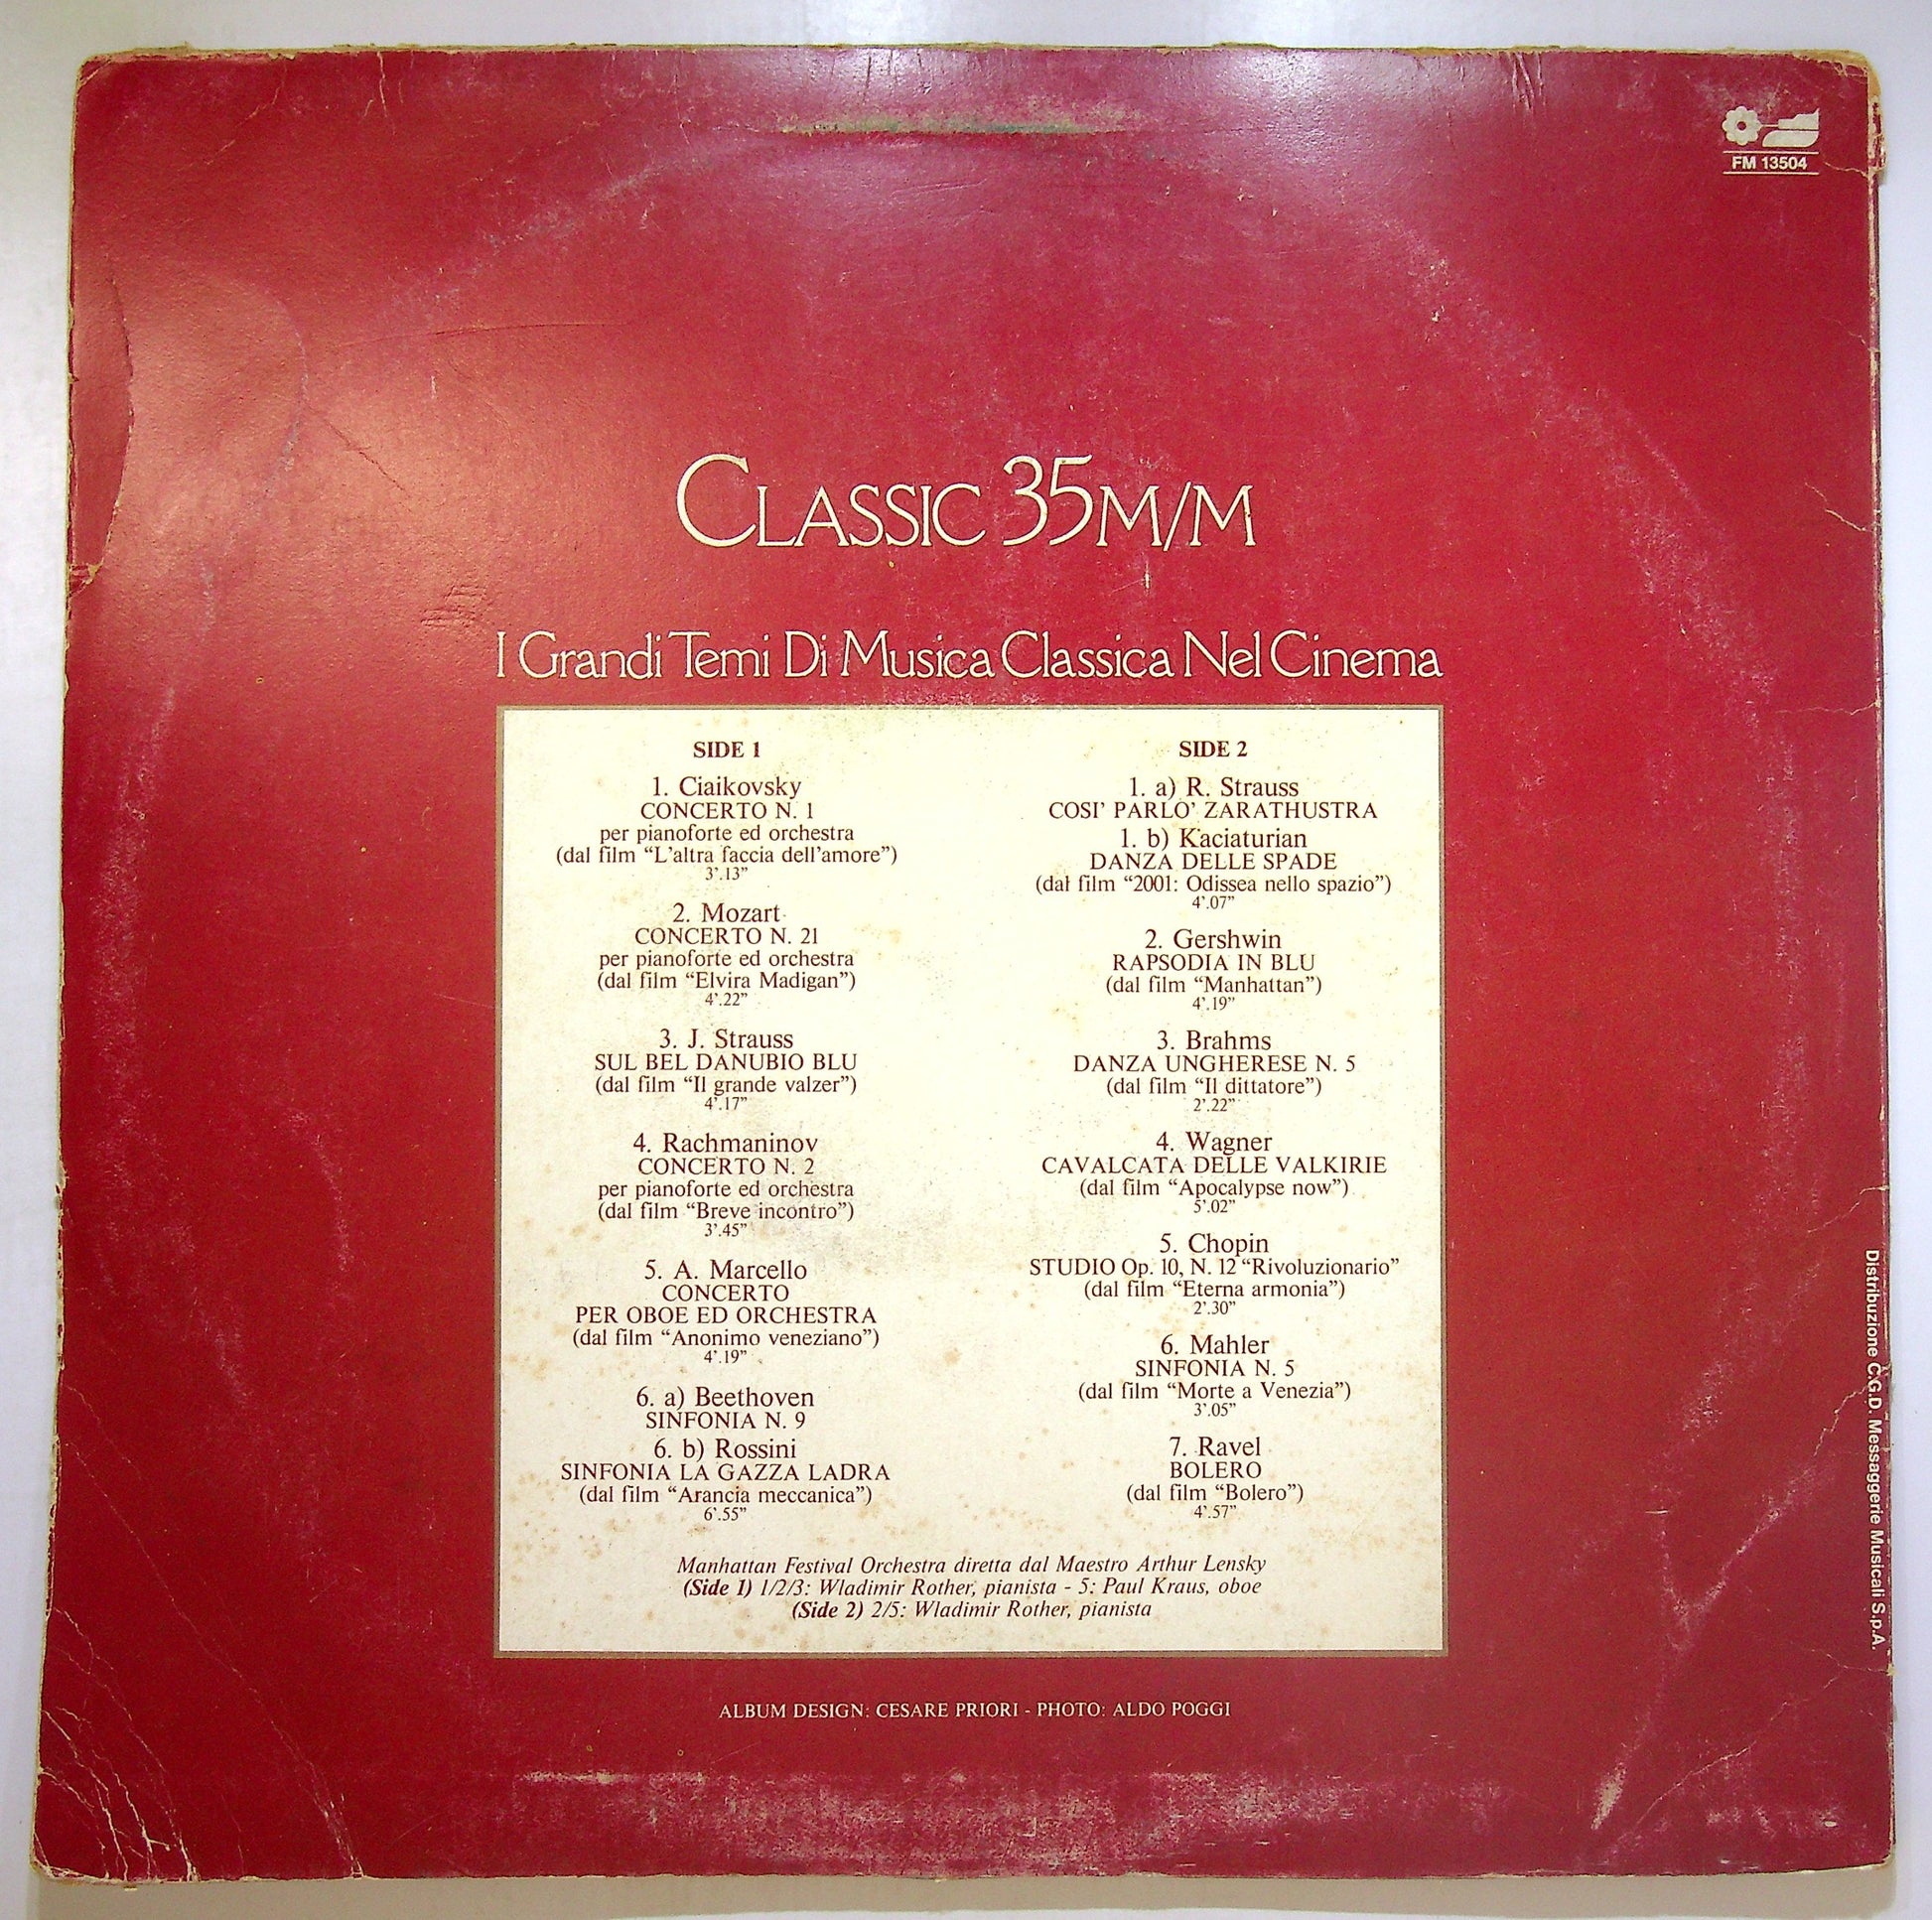 FM 13504
CLASSIC 35M/M
I Grandi Temi Di Musica Classica Nel Cinema
SIDE 1
1. Ciaikovsky
CONCERTO N. 1
per pianoforte ed orchestra
(dal film “L'altra faccia dell'amore”)
3'.13”
2. Mozart
CONCERTO N. 21
per pianoforte ed orchestra
(dal film “Elvira Madigan”)
4'.22”
3. J. Strauss
SUL BEL DANUBIO BLU
(dal film “Il grande valzer”)
4'.17”
4. Rachmaninov
CONCERTO N. 2
per pianoforte ed orchestra
(dal film “Breve incontro”)
3'.45”
5. A. Marcello
CONCERTO
PER OBOE ED ORCHESTRA
(dal film “Anonimo veneziano”)
4'.19”
6. a) Beethoven
SINFONIA N. 9
6. b) Rossini
SINFONIA LA GAZZA LADRA
(dal film “Arancia meccanica”)
6'.55”
SIDE 2
1. a) R. Strauss
COSI' PARLO' ZARATHUSTRA
1. b) Kaciaturian
DANZA DELLE SPADE
(dal film “2001: Odissea nello spazio”)
4'.07”
2. Gershwin
RAPSODIA IN BLU
(dal film “Manhattan”)
4'.19”
3. Brahms
DANZA UNGHERESE N. 5
(dal film “Il dittatore”)
2'.22”
4. Wagner
CAVALCATA DELLE VALKIRIE
(dal film “Apocalypse now”)
5'.02”
5. Chopin
STUDIO Op. 10, N. 12 “Rivoluzionario”
(dal film “Eterna armonia”)
2'.30”
6. Mahler
SINFONIA N. 5
(dal film “Morte a Venezia”)
3'.05”
7. Ravel
BOLERO
(dal film “Bolero”)
4'.57”
Manhattan Festival Orchestra diretta dal Maestro Arthur Lensky
(Side 1) 1/2/3: Wladimir Rother, pianista - 5: Paul Kraus, oboe
(Side 2) 2/5: Wladimir Rother, pianista
ALBUM DESIGN: CESARE PRIORI - PHOTO: ALDO POGGI
Distribuzione C.G.D. Messaggerie Musicali S.p.A.